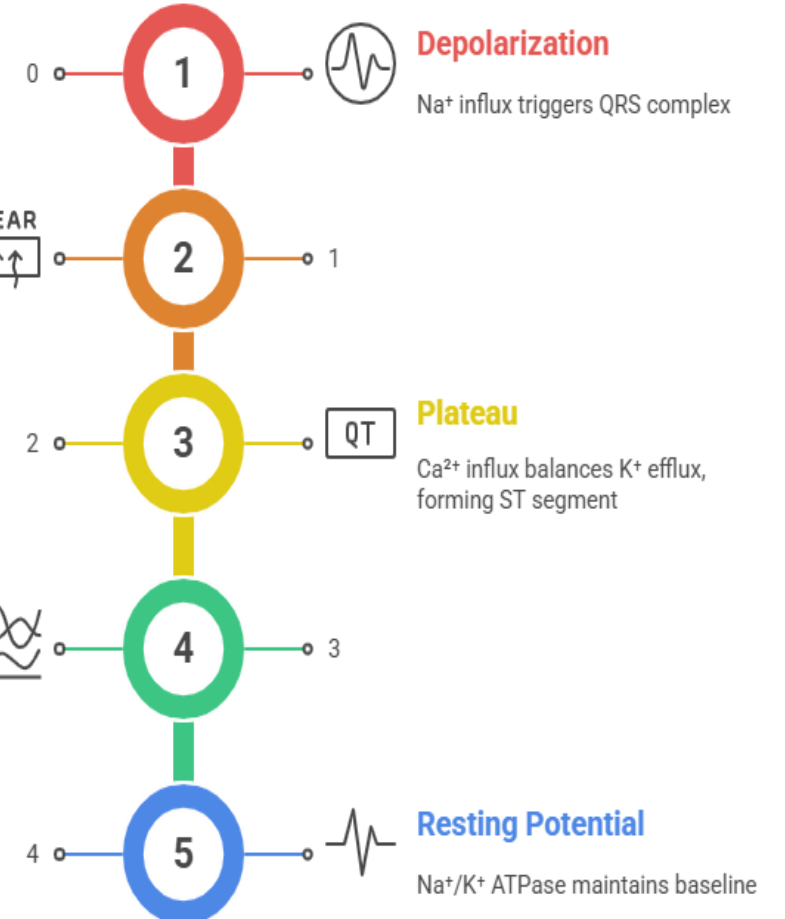 0
1
Depolarization
Na⁺ influx triggers QRS complex
EAR
2
1
2
3
QT
Plateau
Ca²⁺ influx balances K⁺ efflux,
forming ST segment
4
3
4
5
Resting Potential
Na⁺/K⁺ ATPase maintains baseline